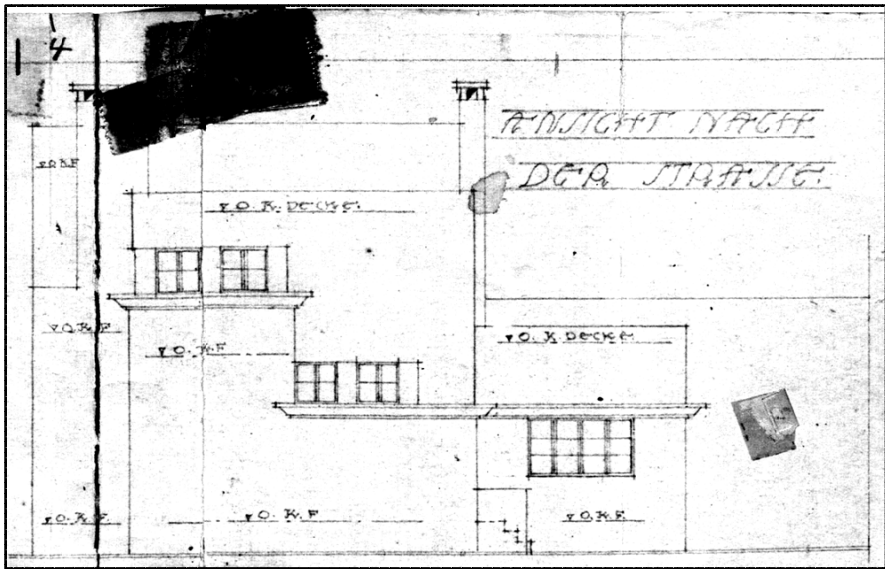 4
ANSICHT NACH
DER STRASSE.
O.K.F
O.K. DECKE.
O.K.F.
O.K.F
O.K. DECKE.
O.K.F.
O.K.F
O.K.F.